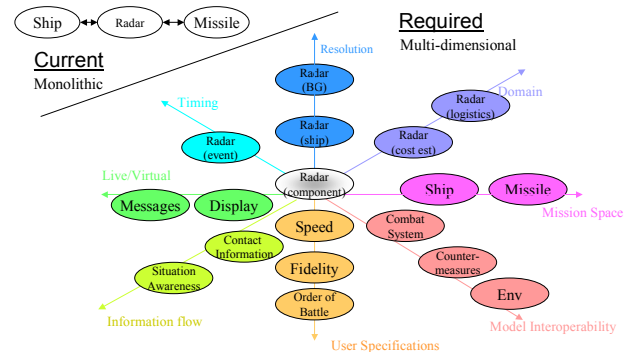 Ship
Radar
Missile
Required
Multi-dimensional
Current
Monolithic
Resolution
Radar
(BG)
Radar
(ship)
Timing
Radar
(event)
Domain
Radar
(logistics)
Radar
(cost est)
Radar
(component)
Live/Virtual
Messages
Display
Ship
Missile
Mission Space
Contact
Information
Situation
Awareness
Information flow
Speed
Fidelity
Order of
Battle
User Specifications
Combat
System
Counter-
measures
Env
Model Interoperability